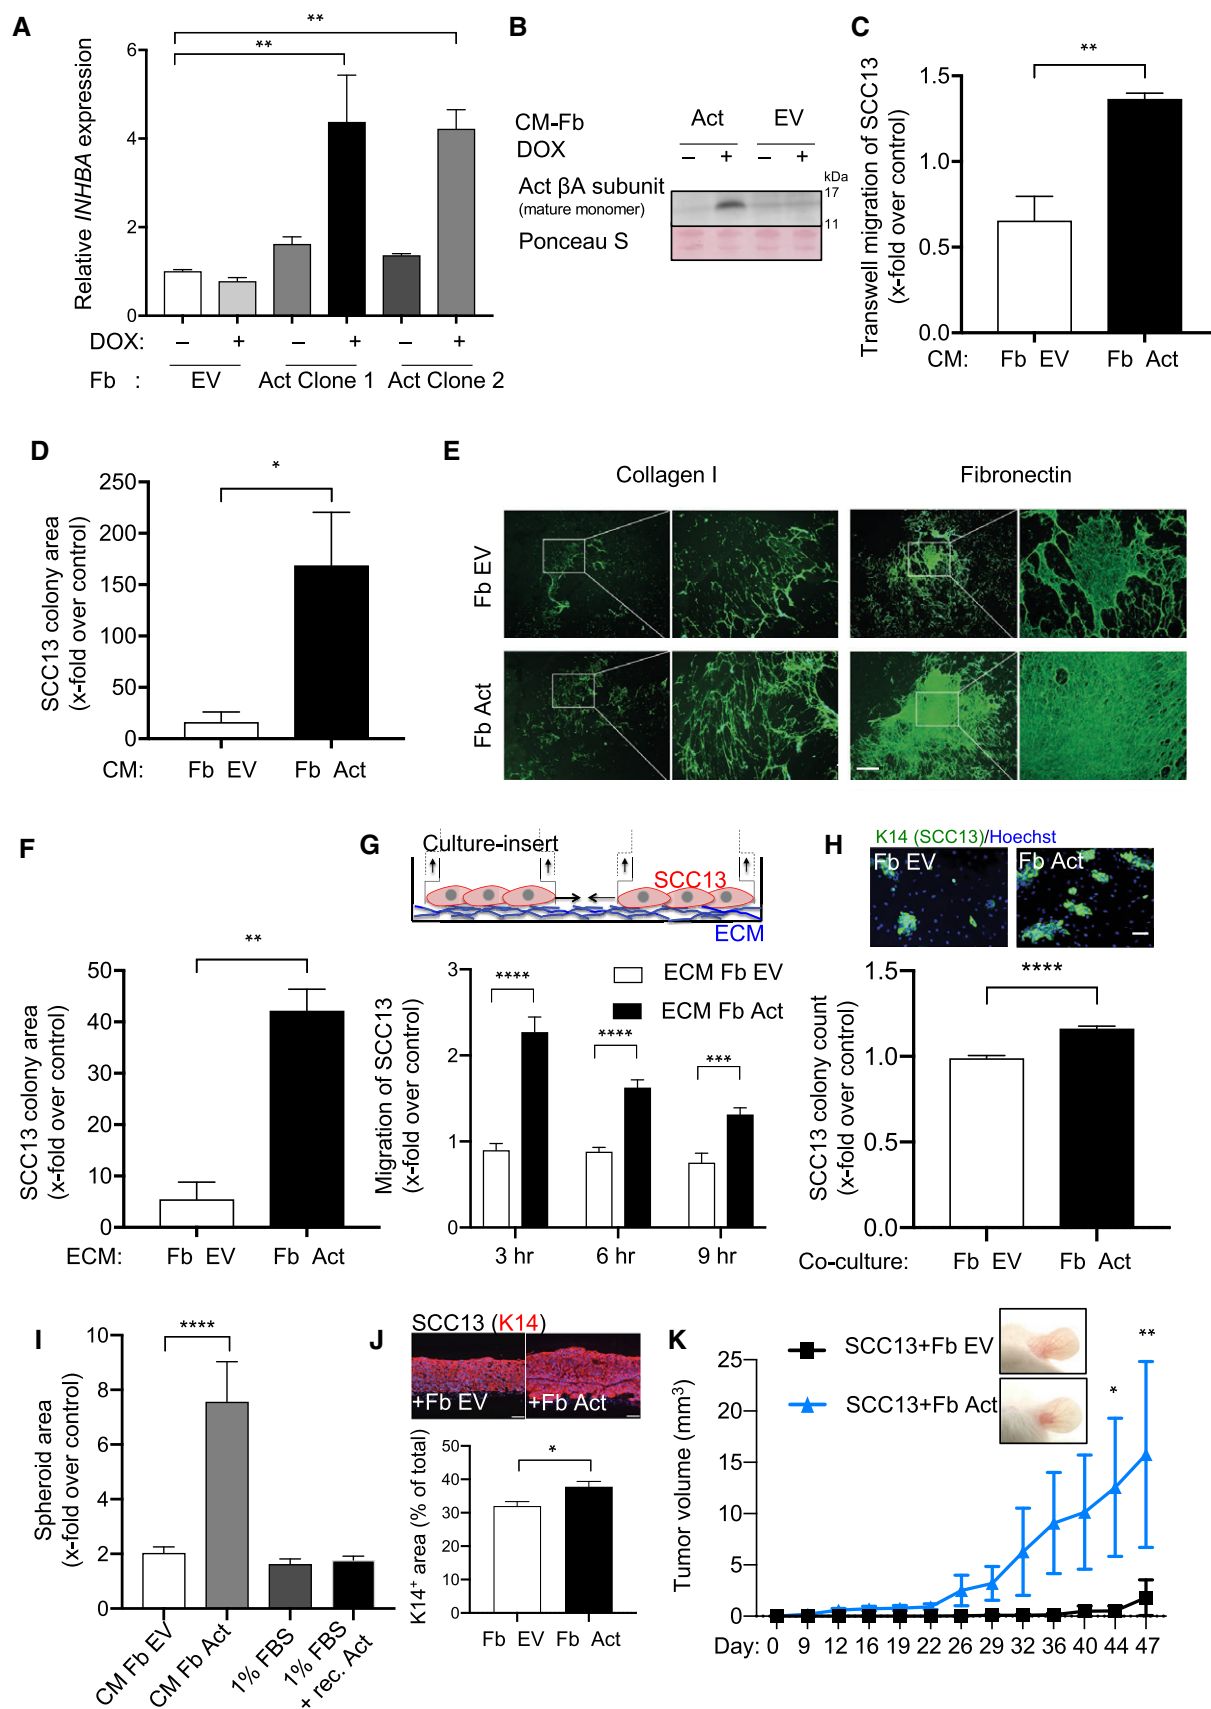 A
Relative INHBA expression
6
4
2
0
**
**
DOX: – + – + – +
Fb : EV Act Clone 1 Act Clone 2
B
CM-Fb Act EV
DOX – + – +
kDa
Act βA subunit 17
(mature monomer)
11
Ponceau S
C
Transwell migration of SCC13
(x-fold over control)
1.5
1.0
0.5
0.0
**
CM: Fb EV Fb Act
D
SCC13 colony area
(x-fold over control)
250
200
150
100
50
0
*
CM: Fb EV Fb Act
E
Collagen I Fibronectin
Fb EV
Fb Act
F
SCC13 colony area
(x-fold over control)
50
40
30
20
10
0
**
ECM: Fb EV Fb Act
G
Culture-insert
SCC13
ECM
Migration of SCC13
(x-fold over control)
3
2
1
0
ECM Fb EV
ECM Fb Act
****
****
***
3 hr 6 hr 9 hr
H
K14 (SCC13)/Hoechst
Fb EV Fb Act
SCC13 colony count
(x-fold over control)
1.5
1.0
0.5
0.0
****
Co-culture: Fb EV Fb Act
I
Spheroid area
(x-fold over control)
10
8
6
4
2
0
****
CM Fb EV
CM Fb Act
1% FBS
1% FBS
+ rec. Act
J
SCC13 (K14)
+Fb EV +Fb Act
K14⁺ area (% of total)
50
40
30
20
10
0
*
Fb EV Fb Act
K
SCC13+Fb EV
SCC13+Fb Act
Tumor volume (mm³)
25
20
15
10
5
0
*
**
Day: 0 9 12 16 19 22 26 29 32 36 40 44 47